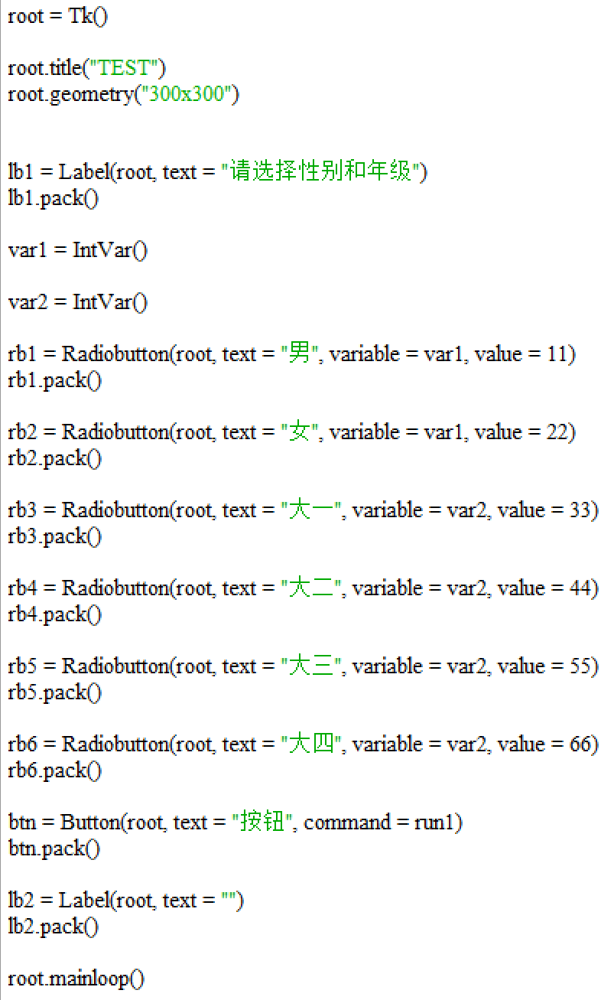 root = Tk()
root.title("TEST")
root.geometry("300x300")
lb1 = Label(root, text = "请选择性别和年级")
lb1.pack()
var1 = IntVar()
var2 = IntVar()
rb1 = Radiobutton(root, text = "男", variable = var1, value = 11)
rb1.pack()
rb2 = Radiobutton(root, text = "女", variable = var1, value = 22)
rb2.pack()
rb3 = Radiobutton(root, text = "大一", variable = var2, value = 33)
rb3.pack()
rb4 = Radiobutton(root, text = "大二", variable = var2, value = 44)
rb4.pack()
rb5 = Radiobutton(root, text = "大三", variable = var2, value = 55)
rb5.pack()
rb6 = Radiobutton(root, text = "大四", variable = var2, value = 66)
rb6.pack()
btn = Button(root, text = "按钮", command = run1)
btn.pack()
lb2 = Label(root, text = "")
lb2.pack()
root.mainloop()